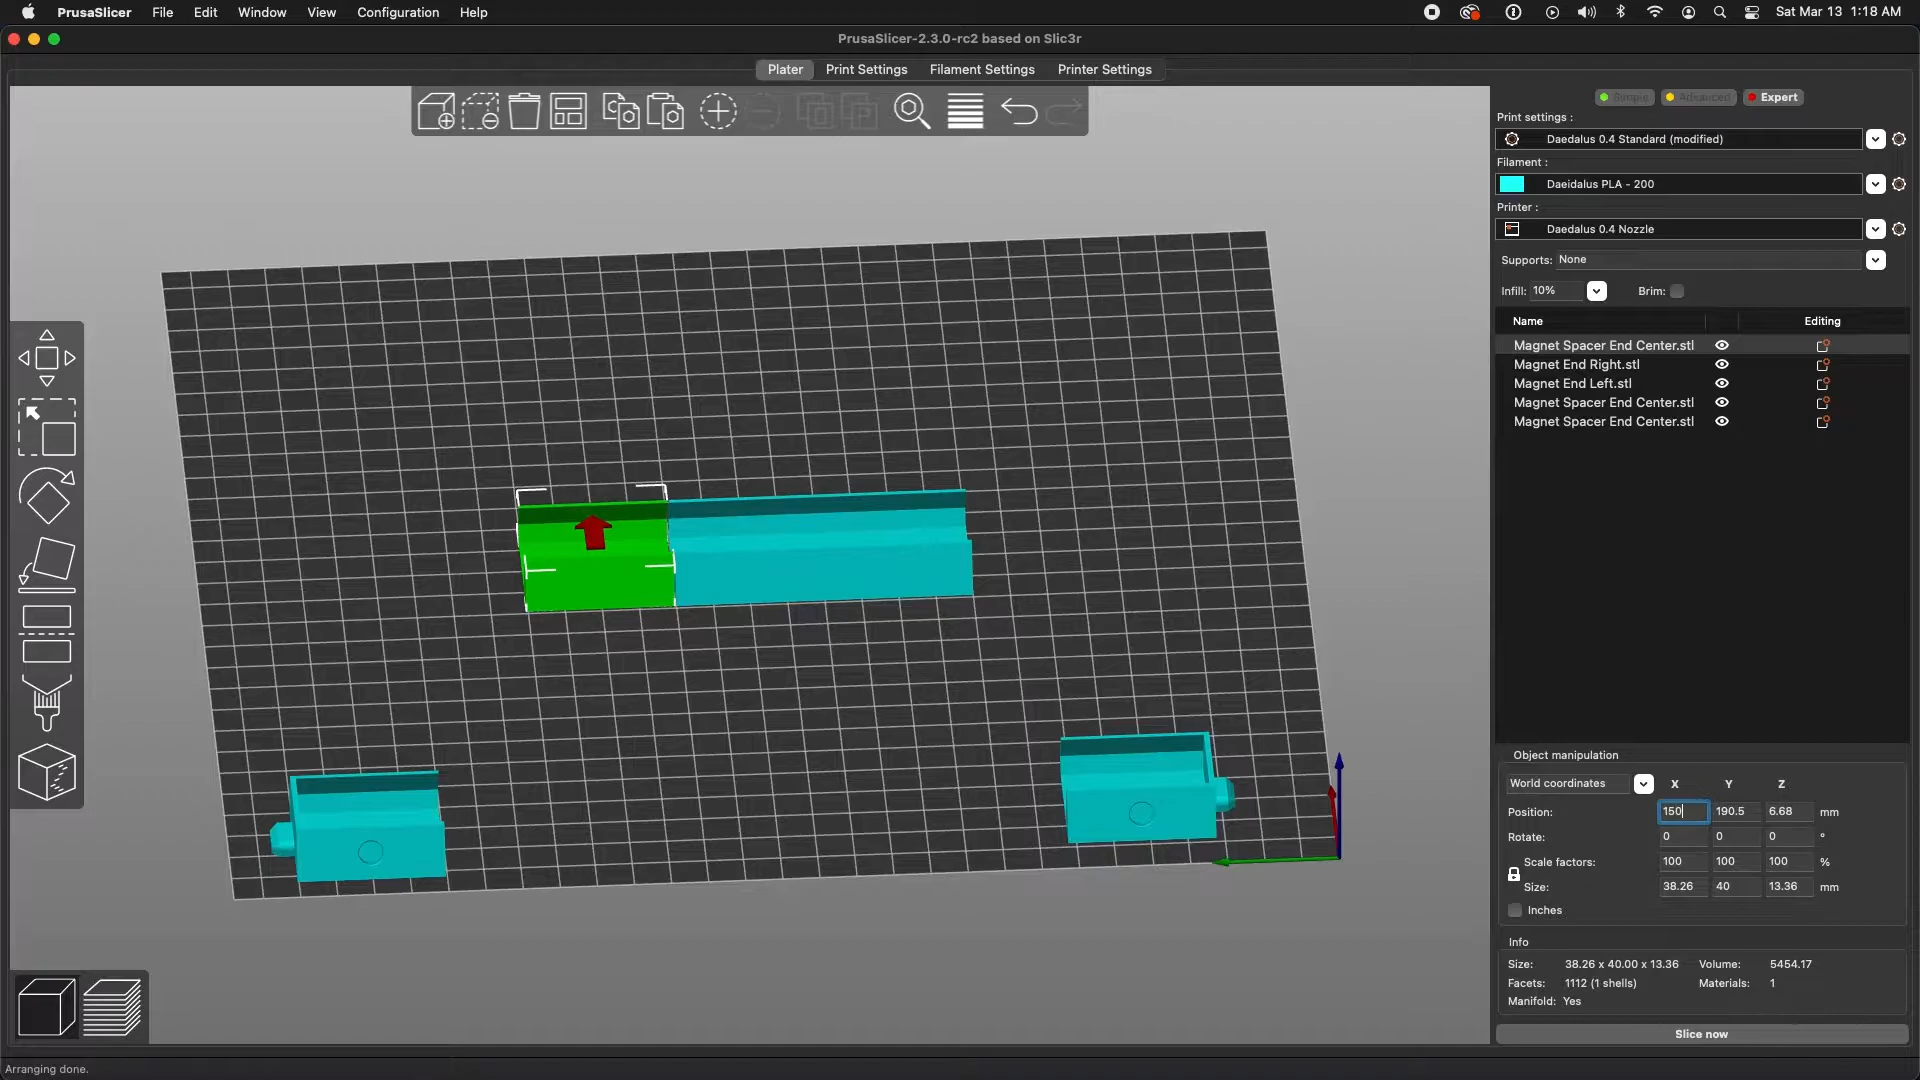 PrusaSlicer File Edit Window View Configuration Help Sat Mar 13 1:18 AM
PrusaSlicer-2.3.0-rc2 based on Slic3r
Plater Print Settings Filament Settings Printer Settings
Simple Advanced Expert
Print settings :
Daedalus 0.4 Standard (modified)
Filament :
Daeidalus PLA - 200
Printer :
Daedalus 0.4 Nozzle
Supports: None
Infill: 10% Brim:
Name Editing
Magnet Spacer End Center.stl
Magnet End Right.stl
Magnet End Left.stl
Magnet Spacer End Center.stl
Magnet Spacer End Center.stl
Object manipulation
World coordinates X Y Z
Position: 150 190.5 6.68 mm
Rotate: 0 0 0 °
Scale factors: 100 100 100 %
Size: 38.26 40 13.36 mm
Inches
Info
Size: 38.26 x 40.00 x 13.36 Volume: 5454.17
Facets: 1112 (1 shells) Materials: 1
Manifold: Yes
Slice now
Arranging done.